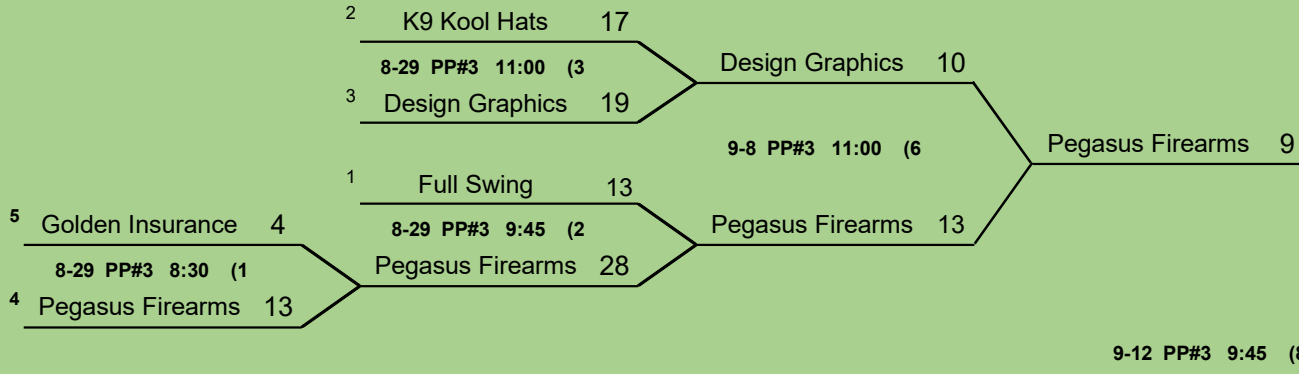 2 K9 Kool Hats 17
8-29 PP#3 11:00 (3
3 Design Graphics 19
Design Graphics 10
9-8 PP#3 11:00 (6
Pegasus Firearms 9
1 Full Swing 13
8-29 PP#3 9:45 (2
Pegasus Firearms 28
Pegasus Firearms 13
5 Golden Insurance 4
8-29 PP#3 8:30 (1
4 Pegasus Firearms 13
9-12 PP#3 9:45 (8